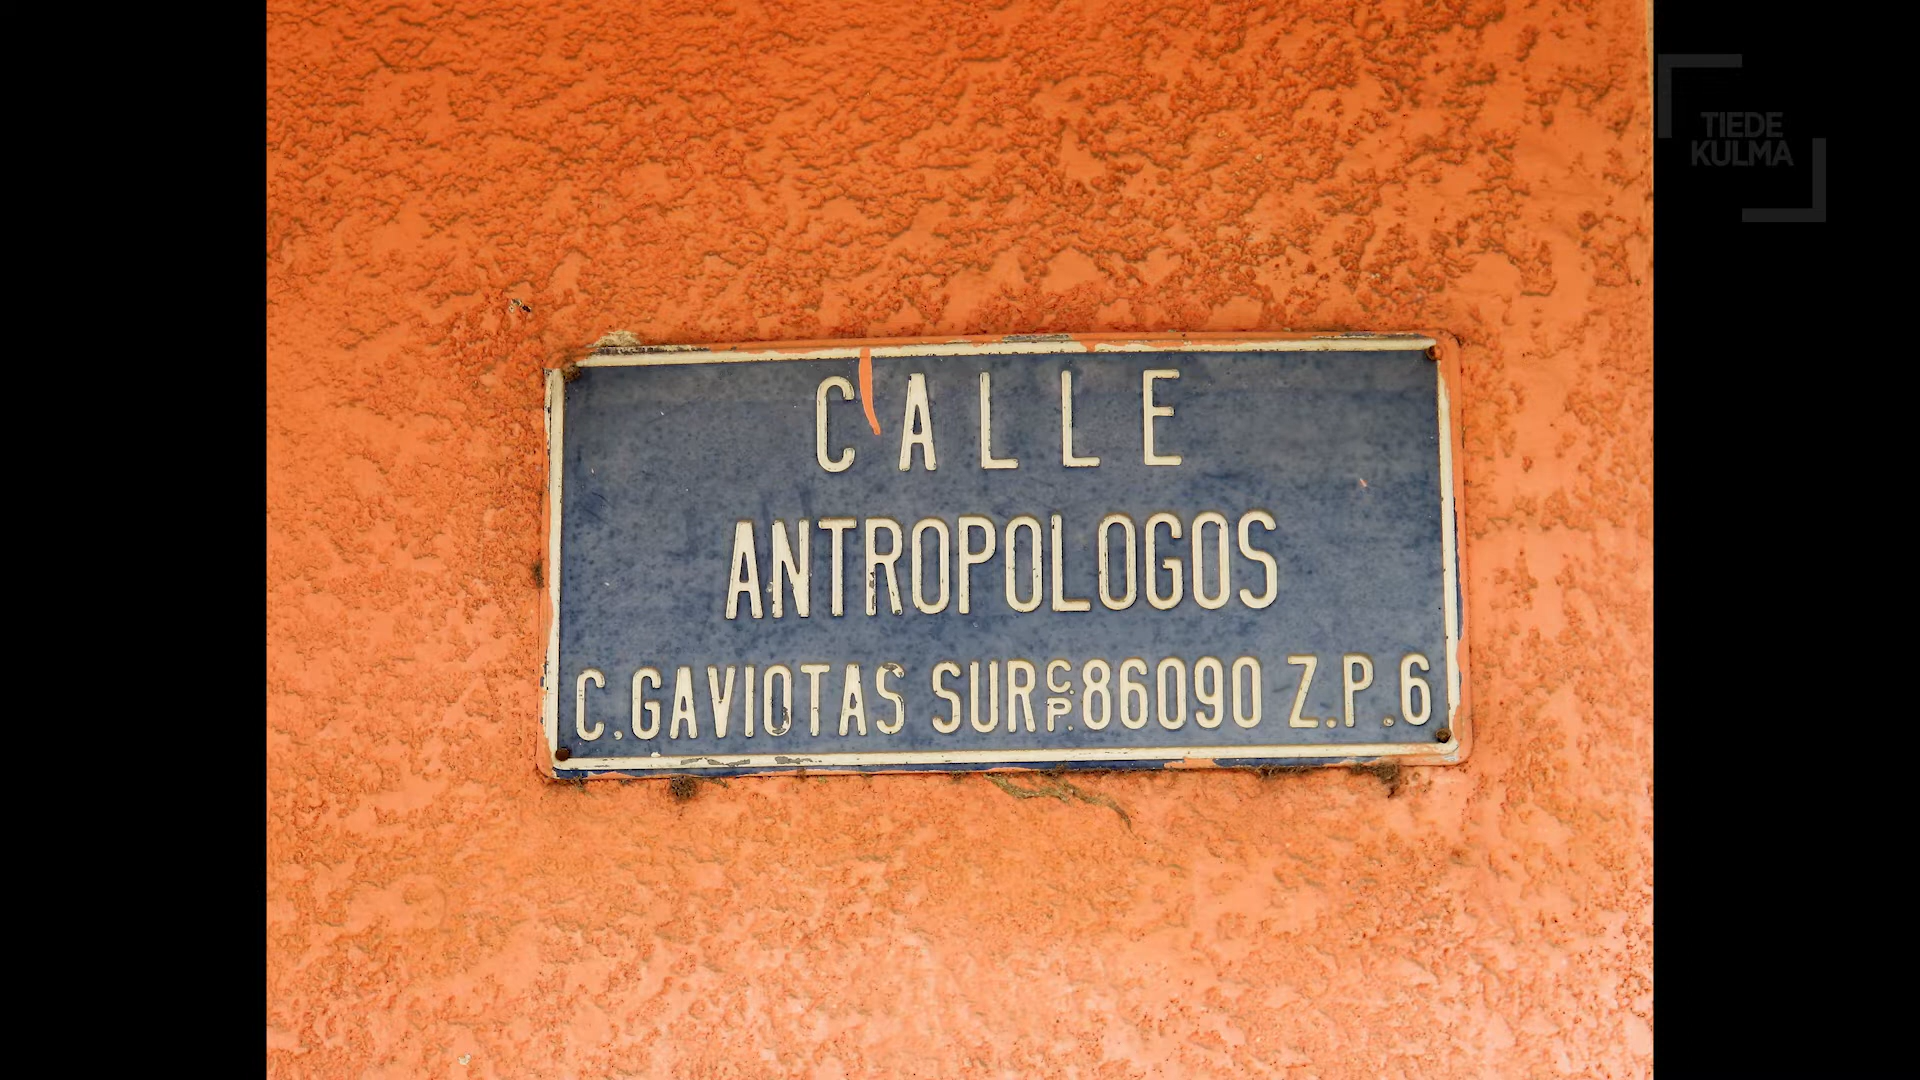 CALLE
ANTROPOLOGOS
C.GAVIOTAS SUR C.P. 86090 Z.P.6
TIEDE
KULMA